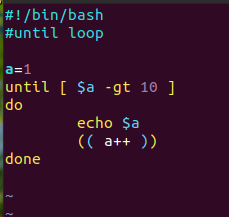 #!/bin/bash
#until loop
a=1
until [ $a -gt 10 ]
do
echo $a
(( a++ ))
done
~
~